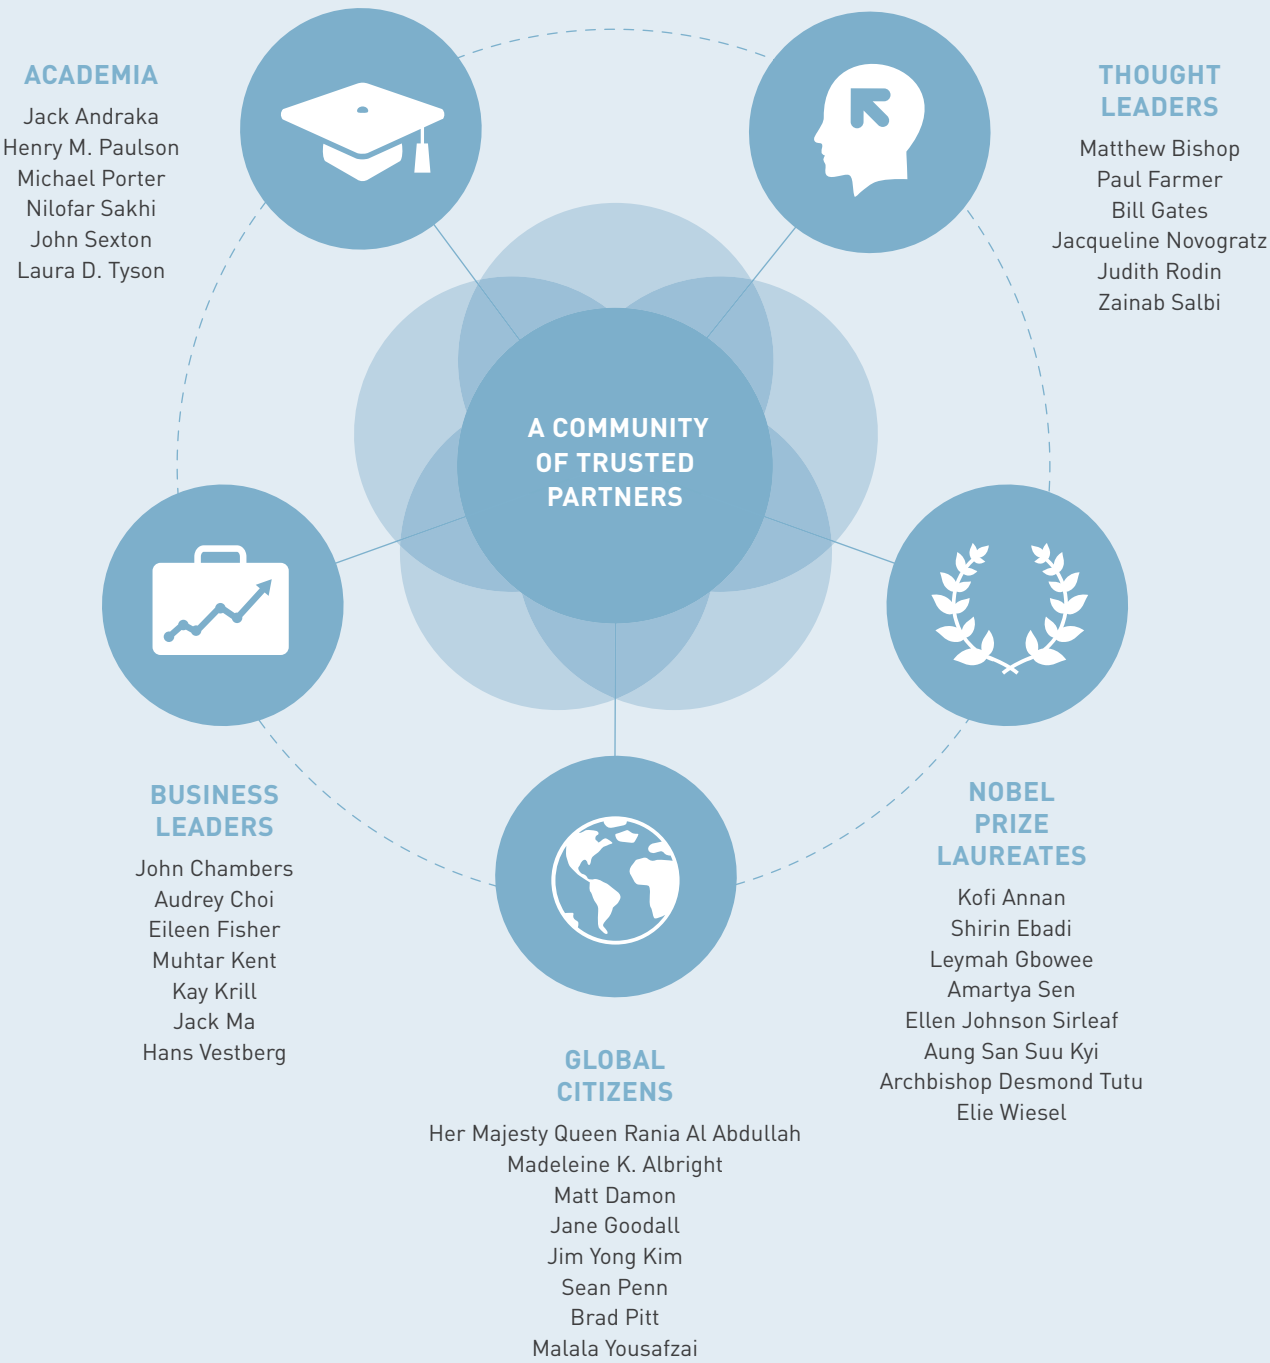 ACADEMIA
Jack Andraka
Henry M. Paulson
Michael Porter
Nilofar Sakhi
John Sexton
Laura D. Tyson
THOUGHT
LEADERS
Matthew Bishop
Paul Farmer
Bill Gates
Jacqueline Novogratz
Judith Rodin
Zainab Salbi
A COMMUNITY
OF TRUSTED
PARTNERS
BUSINESS
LEADERS
John Chambers
Audrey Choi
Eileen Fisher
Muhtar Kent
Kay Krill
Jack Ma
Hans Vestberg
GLOBAL
CITIZENS
Her Majesty Queen Rania Al Abdullah
Madeleine K. Albright
Matt Damon
Jane Goodall
Jim Yong Kim
Sean Penn
Brad Pitt
Malala Yousafzai
NOBEL
PRIZE
LAUREATES
Kofi Annan
Shirin Ebadi
Leymah Gbowee
Amartya Sen
Ellen Johnson Sirleaf
Aung San Suu Kyi
Archbishop Desmond Tutu
Elie Wiesel